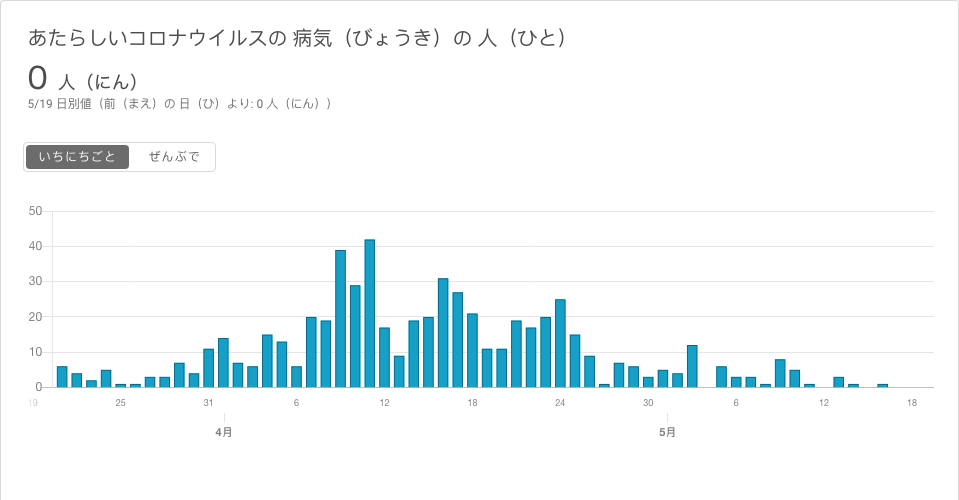 あたらしいコロナウイルスの 病気（びょうき）の 人（ひと）
0 人（にん）
5/19 日別値（前（まえ）の 日（ひ）より: 0 人（にん））
いちにちごと ぜんぶで
50
40
30
20
10
0
19 25 31 6 12 18 24 30 6 12 18
4月 5月